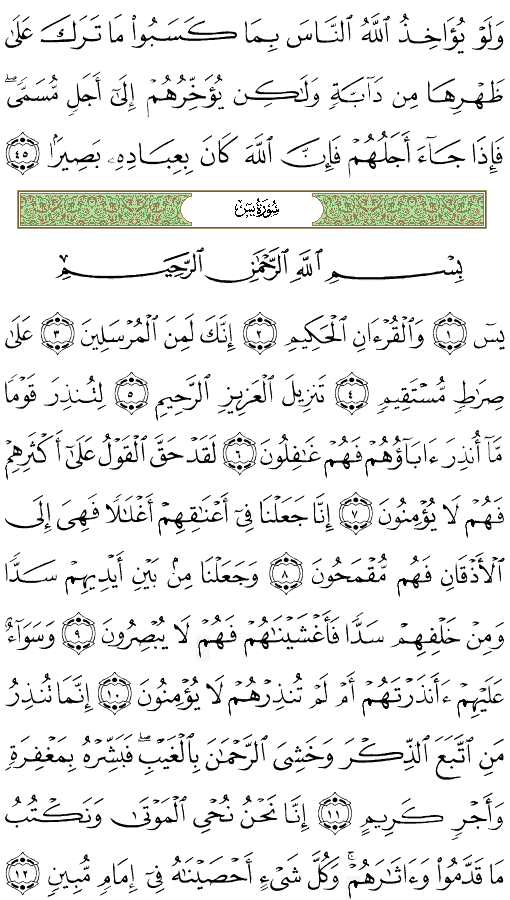 وَلَوْ يُؤَاخِذُ ٱللَّهُ ٱلنَّاسَ بِمَا كَسَبُوا۟ مَا تَرَكَ عَلَىٰ
ظَهْرِهَا مِن دَآبَّةٍ وَلَٰكِن يُؤَخِّرُهُمْ إِلَىٰٓ أَجَلٍ مُّسَمًّى ۖ
فَإِذَا جَآءَ أَجَلُهُمْ فَإِنَّ ٱللَّهَ كَانَ بِعِبَادِهِۦ بَصِيرًۢا ٤٥
سُورَةُ يسٓ
بِسْمِ ٱللَّهِ ٱلرَّحْمَٰنِ ٱلرَّحِيمِ
يسٓ ١ وَٱلْقُرْءَانِ ٱلْحَكِيمِ ٢ إِنَّكَ لَمِنَ ٱلْمُرْسَلِينَ ٣ عَلَىٰ
صِرَٰطٍ مُّسْتَقِيمٍ ٤ تَنزِيلَ ٱلْعَزِيزِ ٱلرَّحِيمِ ٥ لِتُنذِرَ قَوْمًا
مَّآ أُنذِرَ ءَابَآؤُهُمْ فَهُمْ غَٰفِلُونَ ٦ لَقَدْ حَقَّ ٱلْقَوْلُ عَلَىٰٓ أَكْثَرِهِمْ
فَهُمْ لَا يُؤْمِنُونَ ٧ إِنَّا جَعَلْنَا فِىٓ أَعْنَٰقِهِمْ أَغْلَٰلًا فَهِىَ إِلَى
ٱلْأَذْقَانِ فَهُم مُّقْمَحُونَ ٨ وَجَعَلْنَا مِنۢ بَيْنِ أَيْدِيهِمْ سَدًّا
وَمِنْ خَلْفِهِمْ سَدًّا فَأَغْشَيْنَٰهُمْ فَهُمْ لَا يُبْصِرُونَ ٩ وَسَوَآءٌ
عَلَيْهِمْ ءَأَنذَرْتَهُمْ أَمْ لَمْ تُنذِرْهُمْ لَا يُؤْمِنُونَ ١٠ إِنَّمَا تُنذِرُ
مَنِ ٱتَّبَعَ ٱلذِّكْرَ وَخَشِىَ ٱلرَّحْمَٰنَ بِٱلْغَيْبِ ۖ فَبَشِّرْهُ بِمَغْفِرَةٍ
وَأَجْرٍ كَرِيمٍ ١١ إِنَّا نَحْنُ نُحْىِ ٱلْمَوْتَىٰ وَنَكْتُبُ
مَا قَدَّمُوا۟ وَءَاثَٰرَهُمْ ۚ وَكُلَّ شَىْءٍ أَحْصَيْنَٰهُ فِىٓ إِمَامٍ مُّبِينٍ ١٢